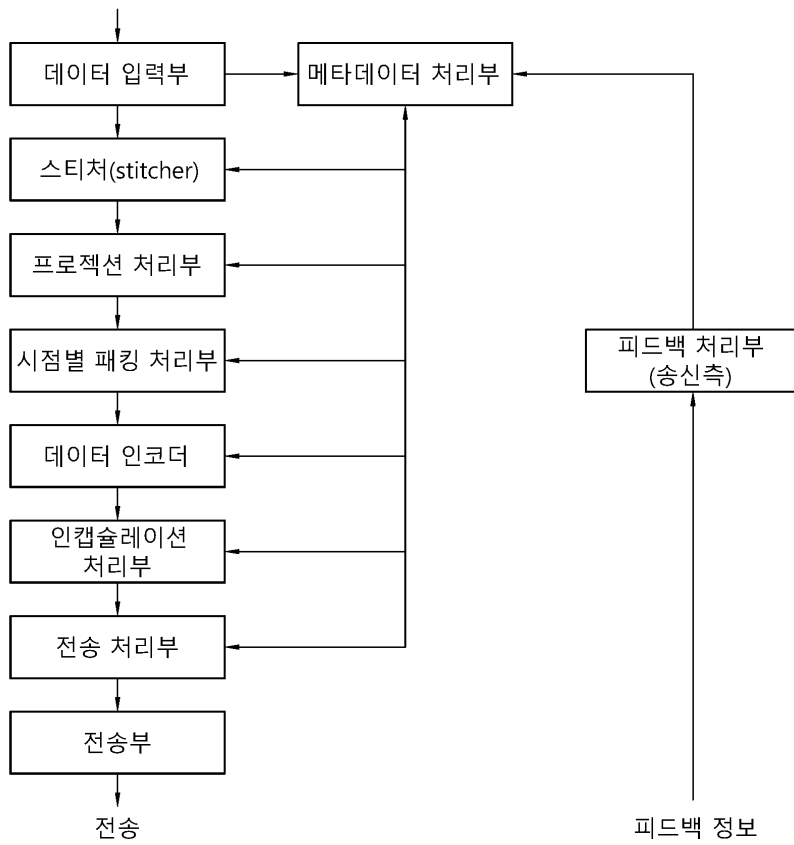 데이터 입력부
메타데이터 처리부
스티처(stitcher)
프로젝션 처리부
시점별 패킹 처리부
피드백 처리부
(송신측)
데이터 인코더
인캡슐레이션
처리부
전송 처리부
전송부
전송
피드백 정보